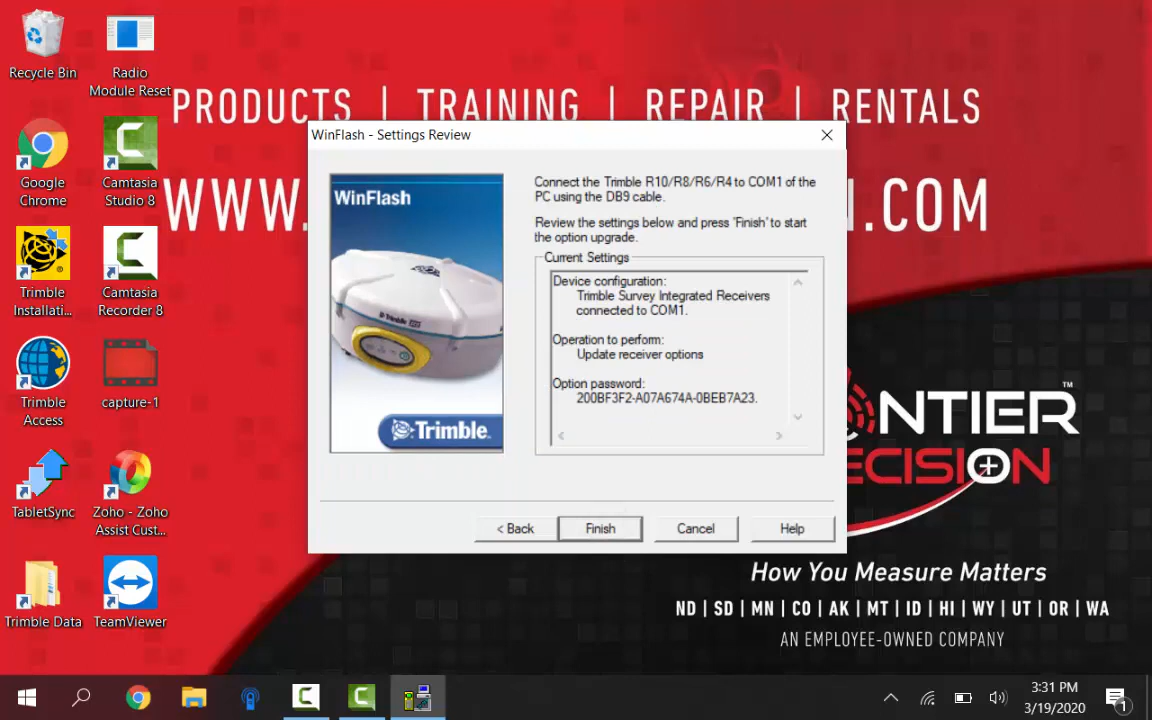 Recycle Bin
Radio
Module Reset
Google
Chrome
Camtasia
Studio 8
Trimble
Installati...
Camtasia
Recorder 8
Trimble
Access
capture-1
TabletSync
Zoho - Zoho
Assist Cust...
Trimble Data
TeamViewer
PRODUCTS | TRAINING | REPAIR | RENTALS
WWW.
N.COM
WinFlash - Settings Review
WinFlash
Trimble
Trimble.
Connect the Trimble R10/R8/R6/R4 to COM1 of the
PC using the DB9 cable.
Review the settings below and press 'Finish' to start
the option upgrade.
Current Settings
Device configuration:
Trimble Survey Integrated Receivers
connected to COM1.
Operation to perform:
Update receiver options
Option password:
200BF3F2-A07A674A-0BEB7A23.
< Back
Finish
Cancel
Help
NTIER™
ECISION
How You Measure Matters
ND | SD | MN | CO | AK | MT | ID | HI | WY | UT | OR | WA
AN EMPLOYEE-OWNED COMPANY
3:31 PM
3/19/2020
1